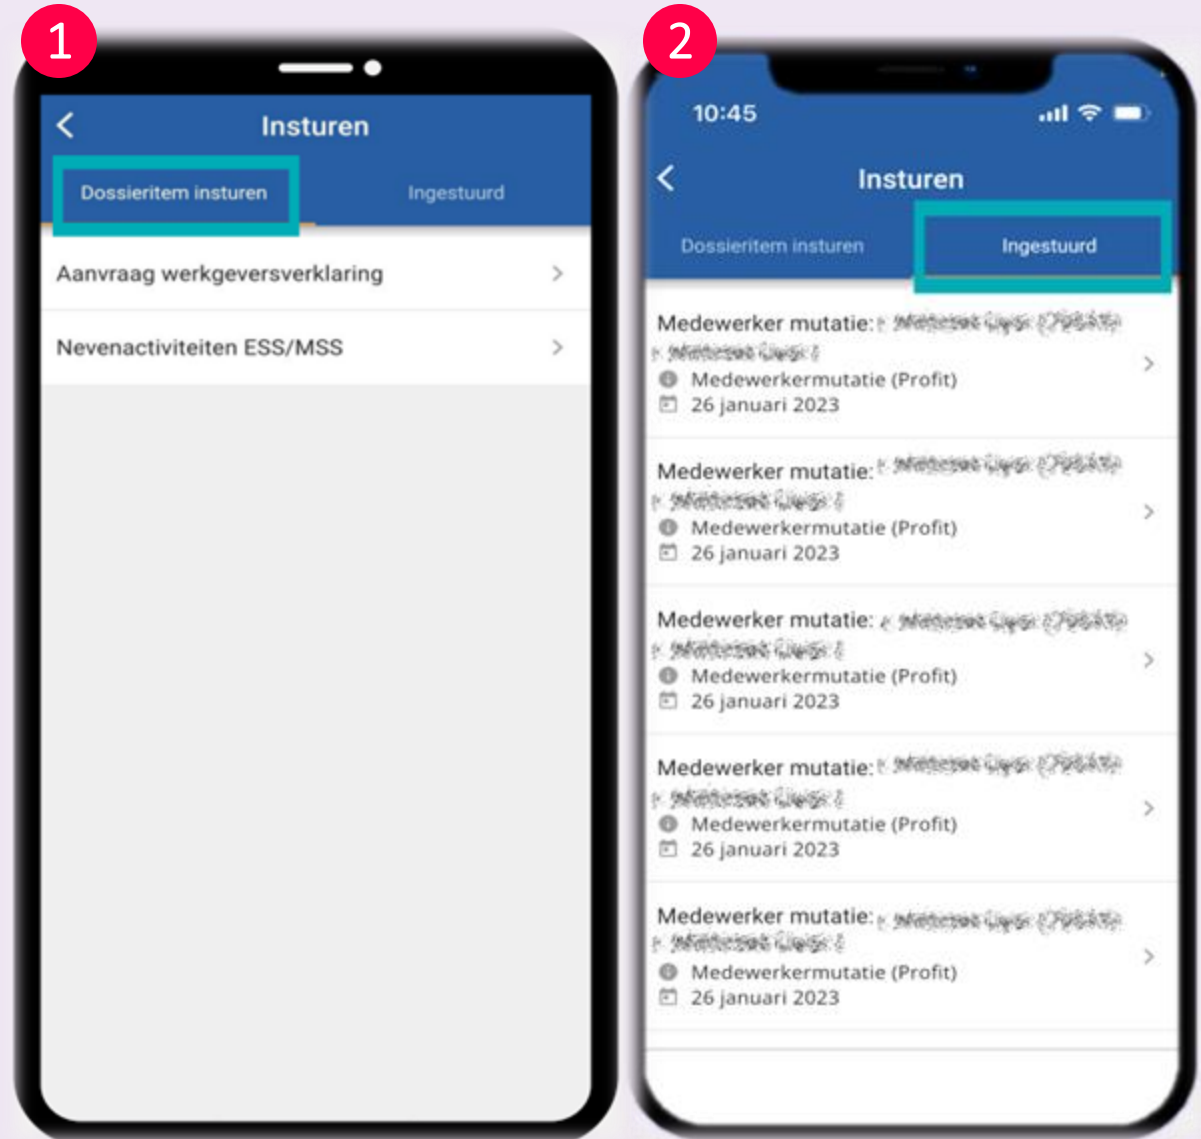 1
Insturen
Dossieritem insturen
Ingestuurd
Aanvraag werkgeversverklaring
Nevenactiviteiten ESS/MSS
2
10:45
Insturen
Dossieritem insturen
Ingestuurd
Medewerker mutatie:
Medewerkermutatie (Profit)
26 januari 2023
Medewerker mutatie:
Medewerkermutatie (Profit)
26 januari 2023
Medewerker mutatie:
Medewerkermutatie (Profit)
26 januari 2023
Medewerker mutatie:
Medewerkermutatie (Profit)
26 januari 2023
Medewerker mutatie:
Medewerkermutatie (Profit)
26 januari 2023